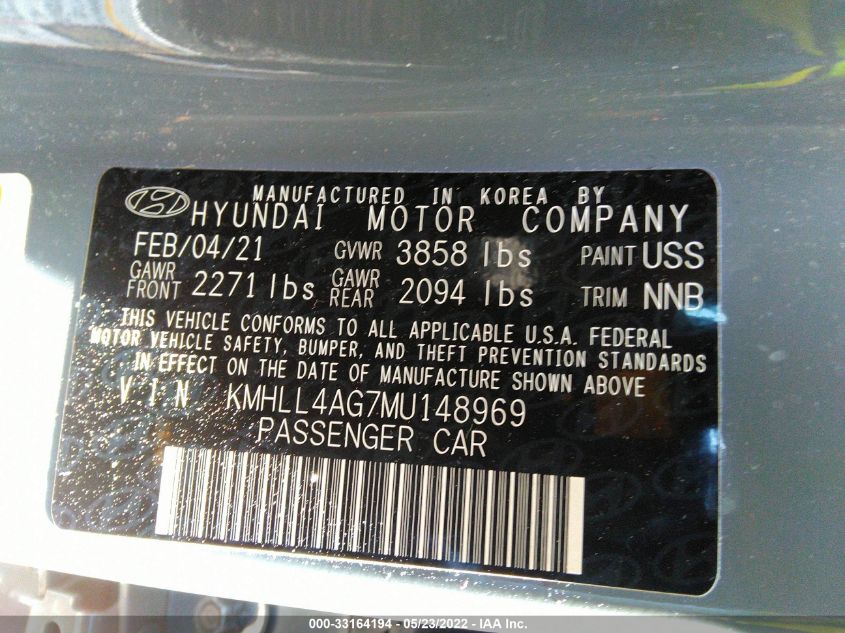 MANUFACTURED IN KOREA BY
HYUNDAI MOTOR COMPANY
FEB/04/21 GVWR 3858 lbs PAINT USS
GAWR FRONT 2271 lbs GAWR REAR 2094 lbs TRIM NNB
THIS VEHICLE CONFORMS TO ALL APPLICABLE U.S.A. FEDERAL
MOTOR VEHICLE SAFETY, BUMPER, AND THEFT PREVENTION STANDARDS
IN EFFECT ON THE DATE OF MANUFACTURE SHOWN ABOVE
VIN KMHLL4AG7MU148969
PASSENGER CAR
000-33164194 - 05/23/2022 - IAA Inc.